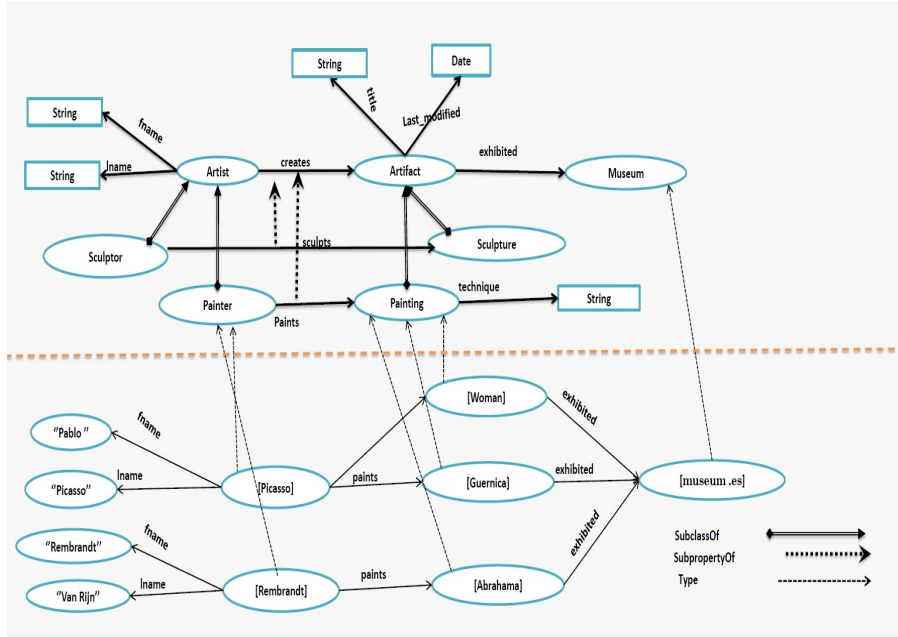 String
Date
title
Last_modified
String
fname
String
lname
Artist
creates
Artifact
exhibited
Museum
Sculptor
sculpts
Sculpture
Painter
Paints
Painting
technique
String
[Woman]
exhibited
fname
"Pablo "
lname
"Picasso"
[Picasso]
paints
[Guernica]
exhibited
[museum .es]
fname
"Rembrandt"
lname
"Van Rijn"
[Rembrandt]
paints
[Abrahama]
exhibited
SubclassOf
SubpropertyOf
Type